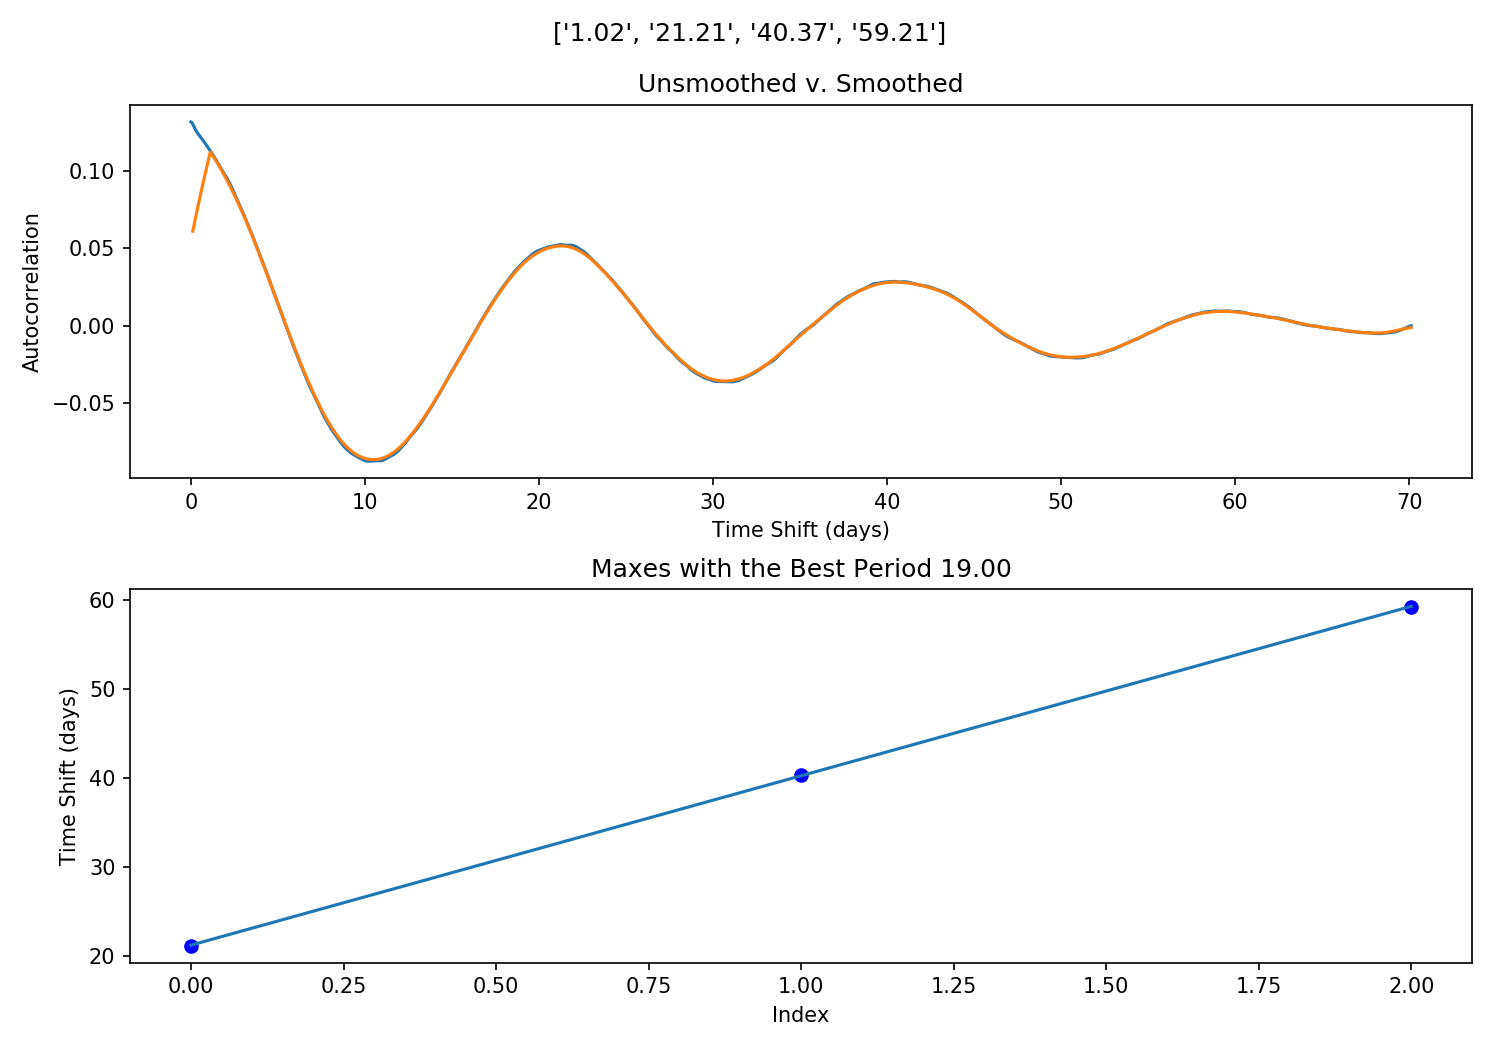 ['1.02', '21.21', '40.37', '59.21']
Unsmoothed v. Smoothed
Autocorrelation
0.10
0.05
0.00
−0.05
0 10 20 30 40 50 60 70
Time Shift (days)
Maxes with the Best Period 19.00
Time Shift (days)
60
50
40
30
20
0.00 0.25 0.50 0.75 1.00 1.25 1.50 1.75 2.00
Index